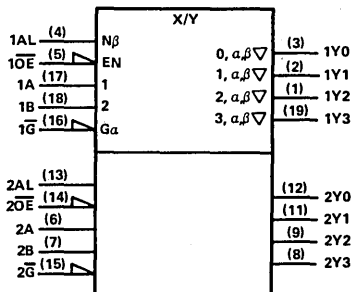 X/Y
1AL (4) Nβ 0, α,β▽ (3) 1Y0
1O̅E̅ (5) EN 1, α,β▽ (2) 1Y1
1A (17) 1 2, α,β▽ (1) 1Y2
1B (18) 2 3, α,β▽ (19) 1Y3
1G̅ (16) Gα
2AL (13) (12) 2Y0
2O̅E̅ (14) (11) 2Y1
2A (6) (9) 2Y2
2B (7) (8) 2Y3
2G̅ (15)